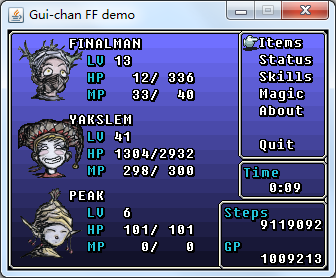 Gui-chan FF demo
FINALMAN
LV 13
HP 12/ 336
MP 33/ 40
YAKSLEM
LV 41
HP 1304/2932
MP 298/ 300
PEAK
LV 6
HP 101/ 101
MP 0/ 0
Items
Status
Skills
Magic
About
Quit
Time
0:09
Steps
9119092
GP
1009213